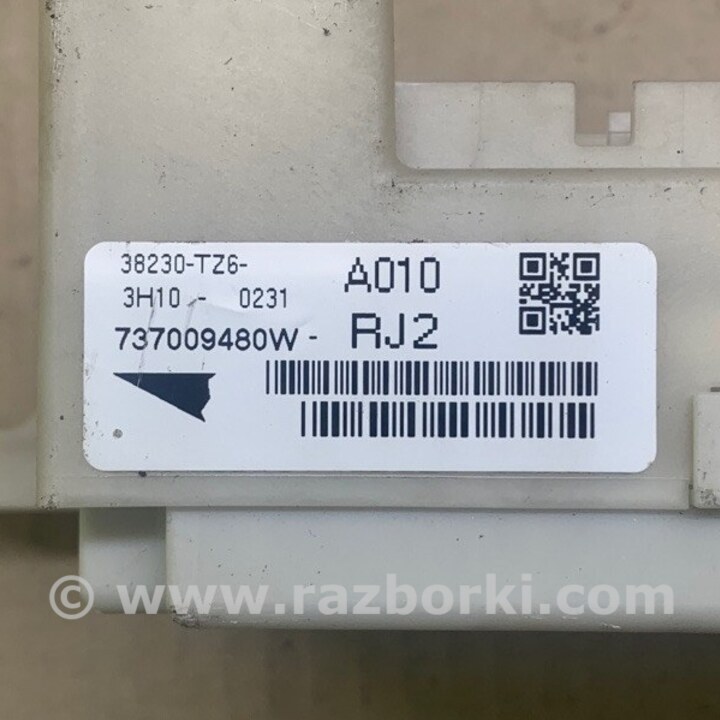 38230-TZ6- A010
3H10 - 0231
737009480W - RJ2
© www.razborki.com